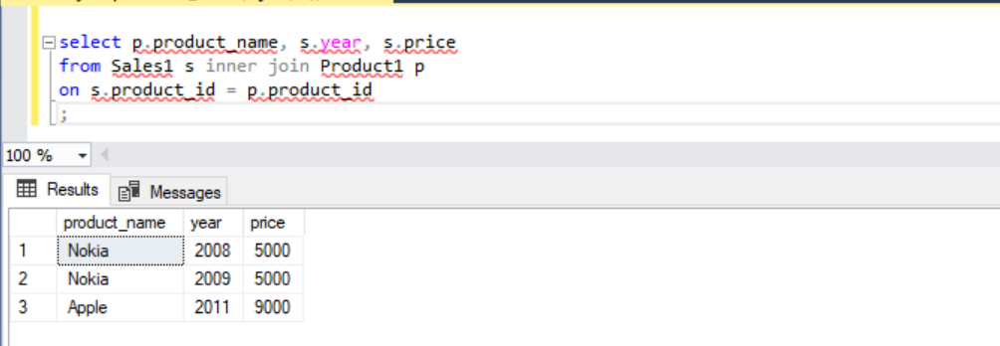 select p.product_name, s.year, s.price
from Sales1 s inner join Product1 p
on s.product_id = p.product_id
;
100 %
Results Messages
product_name year price
1 Nokia 2008 5000
2 Nokia 2009 5000
3 Apple 2011 9000